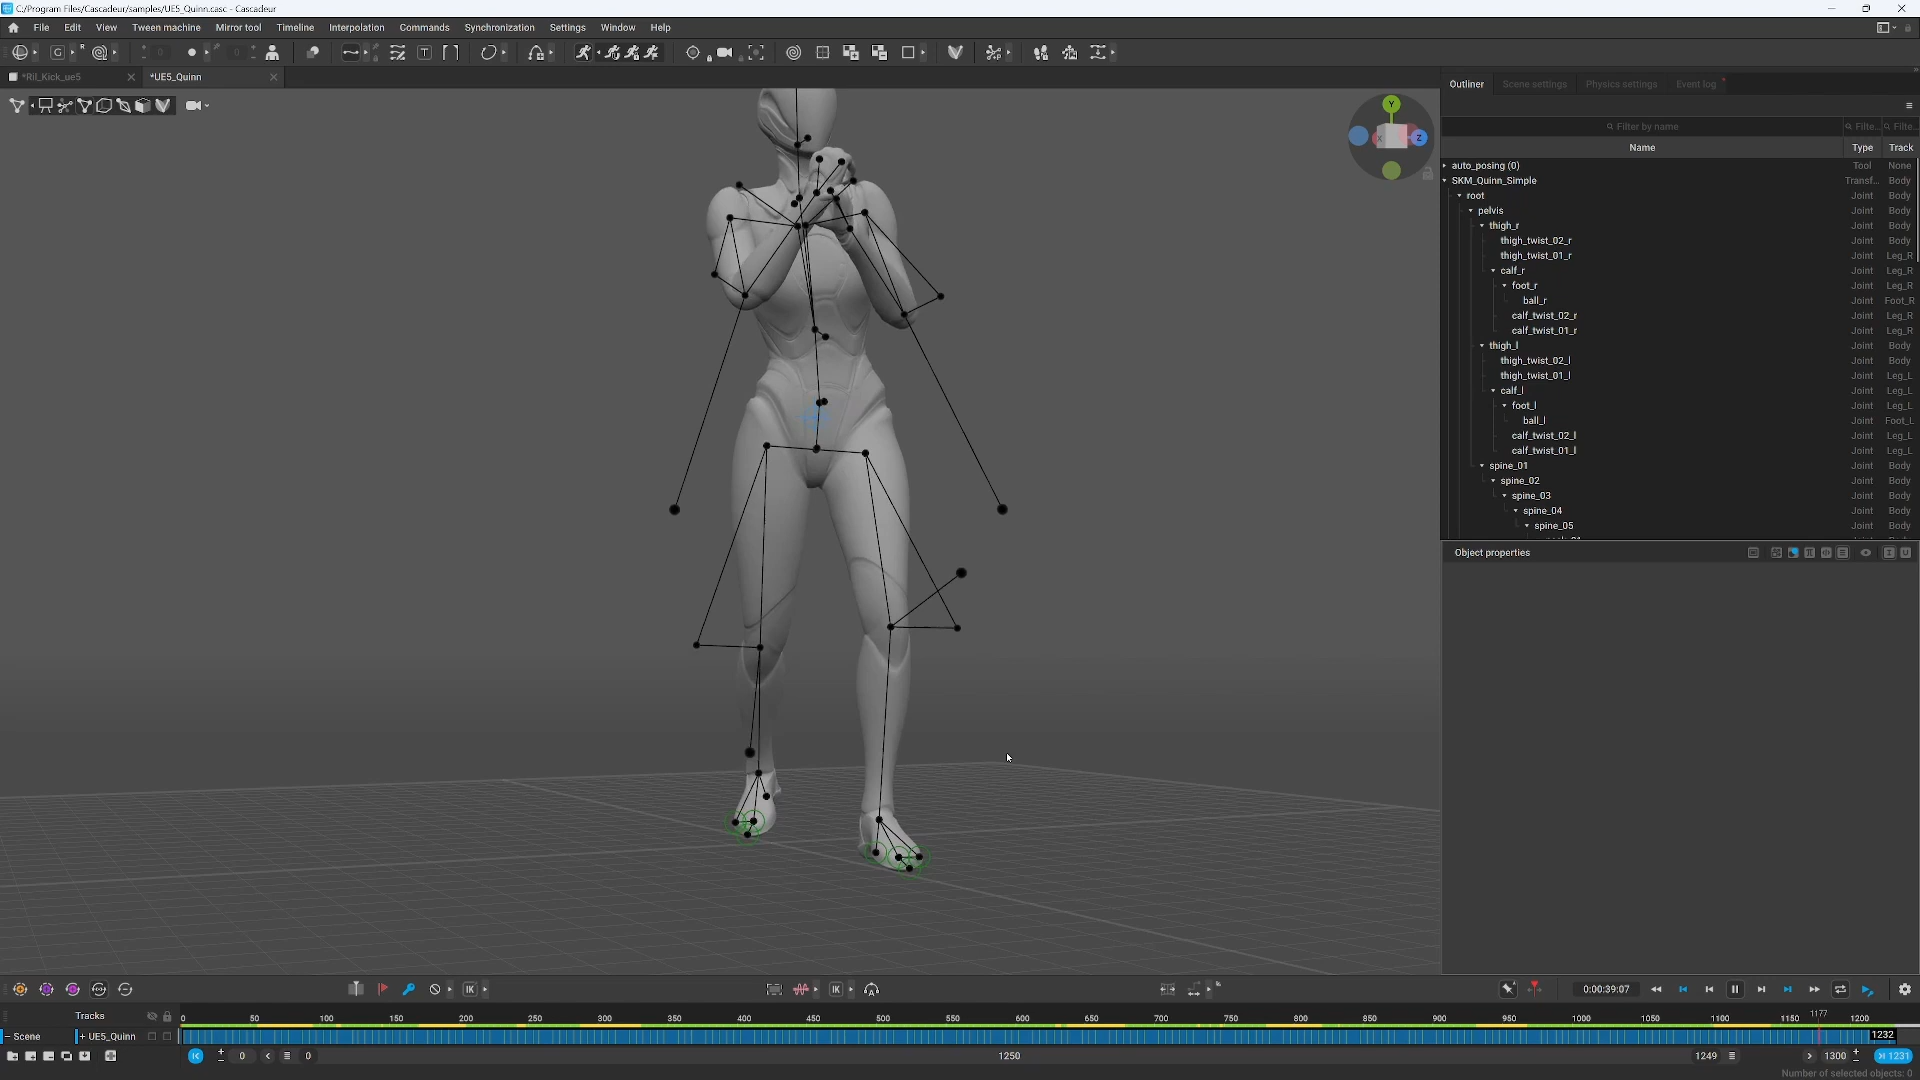 C:/Program Files/Cascadeur/samples/UE5_Quinn.casc - Cascadeur
File Edit View Tween machine Mirror tool Timeline Interpolation Commands Synchronization Settings Window Help
*Ril_Kick_ue5 *UE5_Quinn
Outliner Scene settings Physics settings Event log
Filter by name Filte... Filte...
Name Type Track
auto_posing (0) Tool None
SKM_Quinn_Simple Transf... Body
root Joint Body
pelvis Joint Body
thigh_r Joint Body
thigh_twist_02_r Joint Body
thigh_twist_01_r Joint Leg_R
calf_r Joint Leg_R
foot_r Joint Leg_R
ball_r Joint Foot_R
calf_twist_02_r Joint Leg_R
calf_twist_01_r Joint Leg_R
thigh_l Joint Body
thigh_twist_02_l Joint Body
thigh_twist_01_l Joint Leg_L
calf_l Joint Leg_L
foot_l Joint Leg_L
ball_l Joint Foot_L
calf_twist_02_l Joint Leg_L
calf_twist_01_l Joint Leg_L
spine_01 Joint Body
spine_02 Joint Body
spine_03 Joint Body
spine_04 Joint Body
spine_05 Joint Body
Object properties
Y
X Z
IK IK 0:00:39:07
Tracks 0 50 100 150 200 250 300 350 400 450 500 550 600 650 700 750 800 850 900 950 1000 1050 1100 1150 1177 1200
Scene + UE5_Quinn 1232
0 0 1250 1249 1300 1231
Number of selected objects: 0